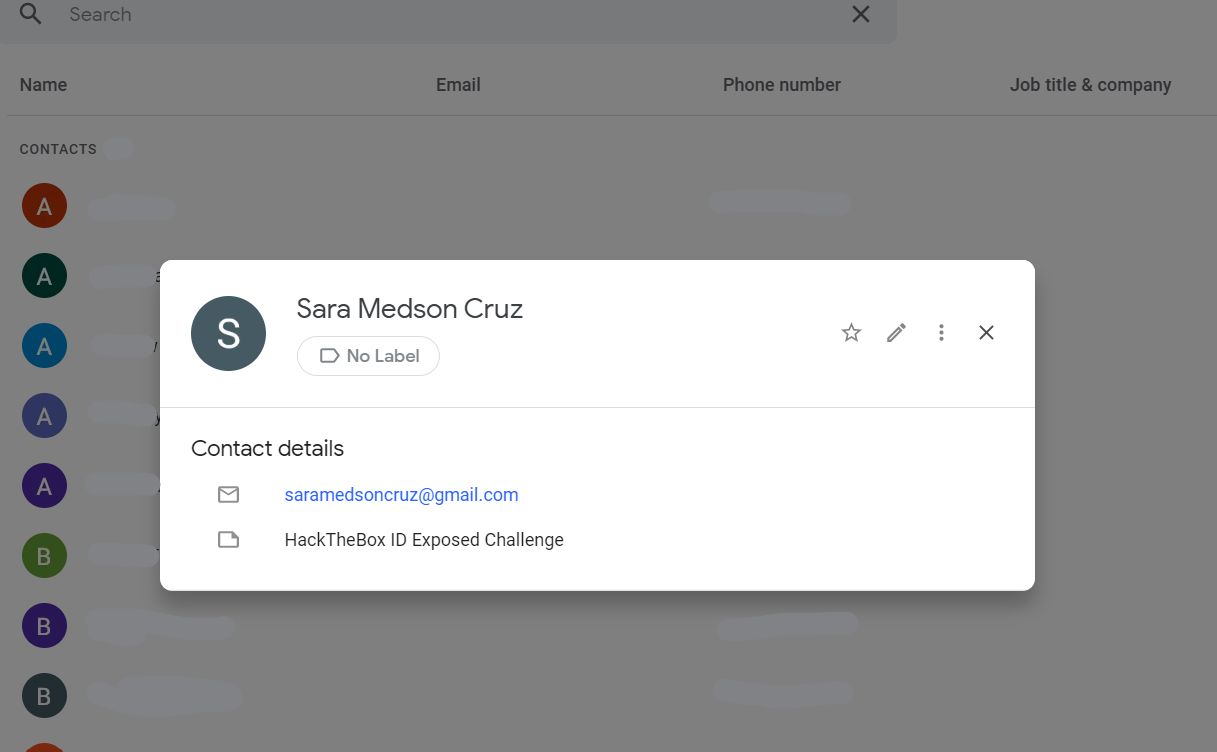 Search
Name Email Phone number Job title & company
CONTACTS
A
A
A
A
A
B
B
B
S
Sara Medson Cruz
No Label
Contact details
saramedsoncruz@gmail.com
HackTheBox ID Exposed Challenge